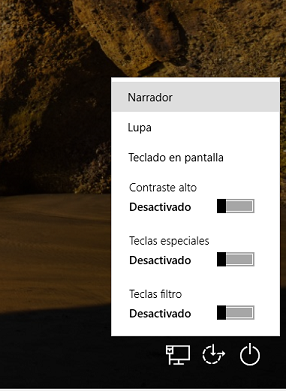 Narrador
Lupa
Teclado en pantalla
Contraste alto
Desactivado
Teclas especiales
Desactivado
Teclas filtro
Desactivado